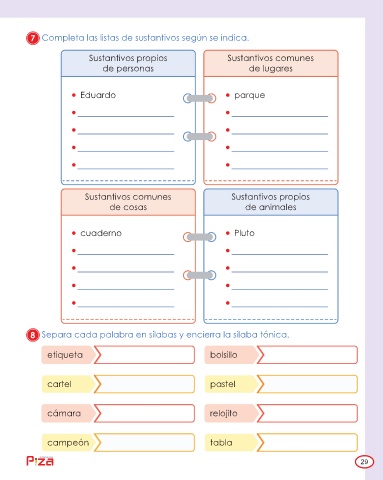 7 Completa las listas de sustantivos según se indica.
Sustantivos propios
de personas
Sustantivos comunes
de lugares
• Eduardo
• parque
Sustantivos comunes
de cosas
Sustantivos propios
de animales
• cuaderno
• Pluto
8 Separa cada palabra en sílabas y encierra la sílaba tónica.
etiqueta
bolsillo
cartel
pastel
cámara
relojito
campeón
tabla
29